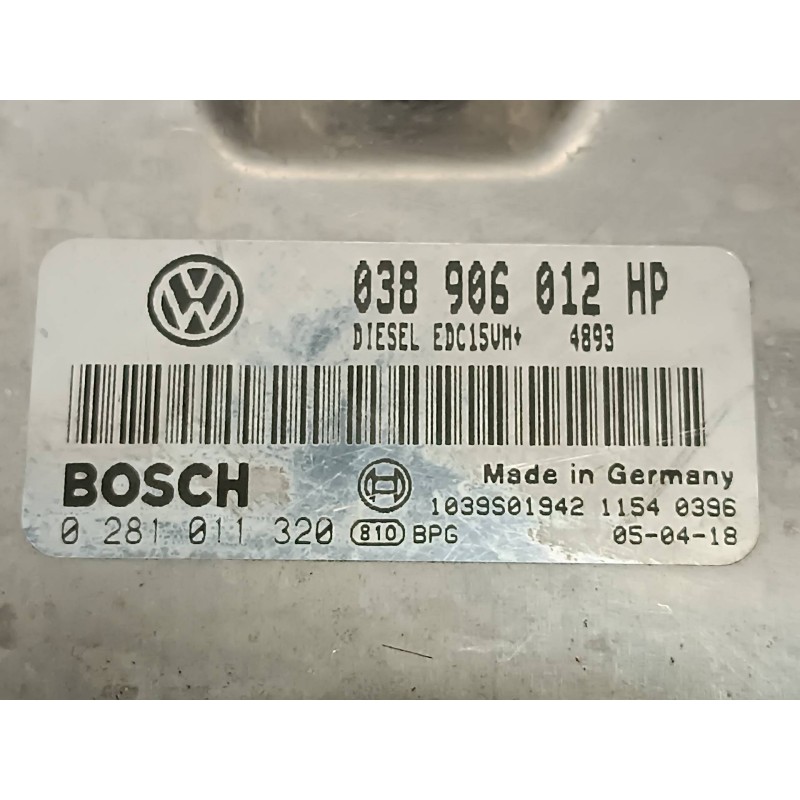 038 906 012 HP
DIESEL EDC15VM+ 4893
BOSCH
Made in Germany
1039S01942 1154 0396
0 281 011 320 810 BPG 05-04-18